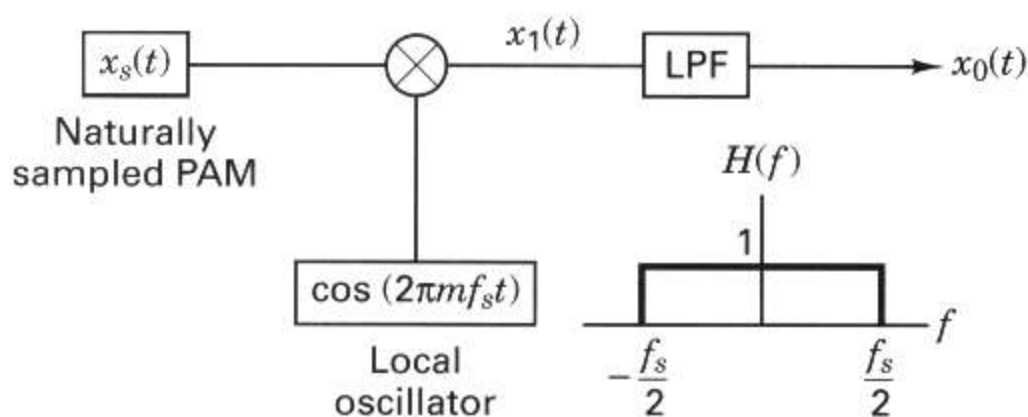 x_s(t)
x_1(t)
LPF
x_0(t)
Naturally
sampled PAM
H(f)
1
cos (2πmf_st)
f
Local
oscillator
-f_s/2
f_s/2